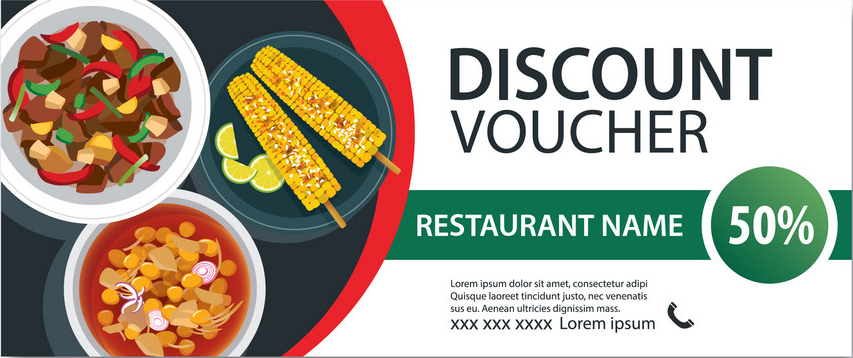 DISCOUNT
VOUCHER
RESTAURANT NAME
50%
Lorem ipsum dolor sit amet, consectetur adipi
Quisque laoreet tincidunt justo, nec venenatis
sus eu. Aenean ultricies dignissim mass.
xxx xxx xxxx Lorem ipsum